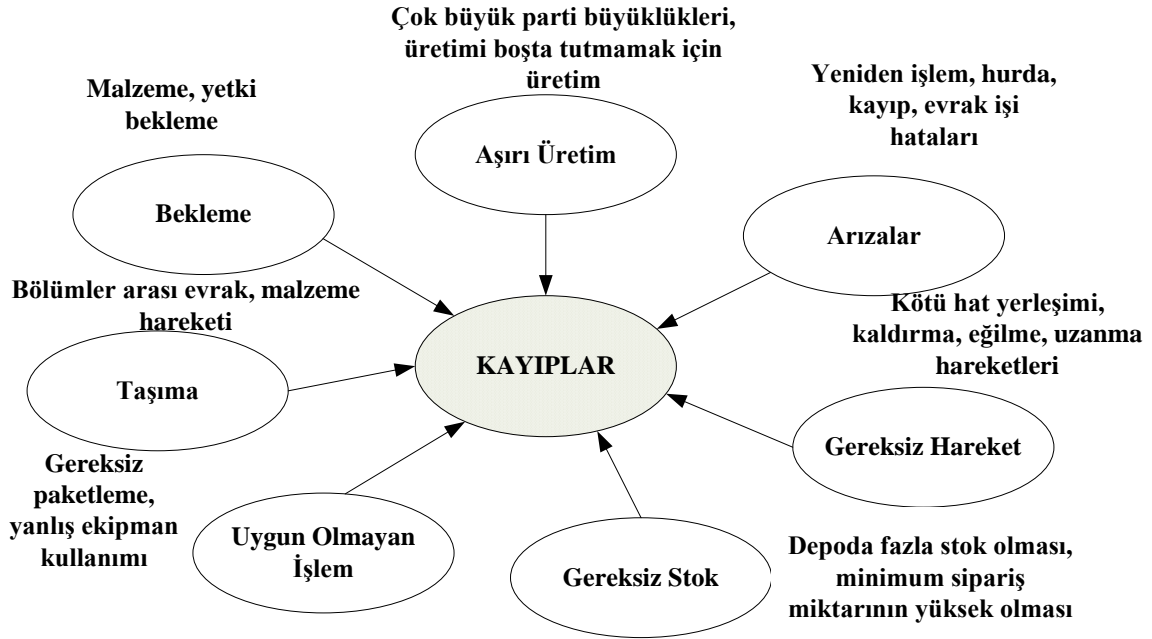 Çok büyük parti büyüklükleri,
üretimi boşta tutmamak için
üretim
Aşırı Üretim
Malzeme, yetki
bekleme
Bekleme
Yeniden işlem, hurda,
kayıp, evrak işi
hataları
Arızalar
Bölümler arası evrak, malzeme
hareketi
Taşıma
KAYIPLAR
Kötü hat yerleşimi,
kaldırma, eğilme, uzanma
hareketleri
Gereksiz Hareket
Gereksiz
paketleme,
yanlış ekipman
kullanımı
Uygun Olmayan
İşlem
Gereksiz Stok
Depoda fazla stok olması,
minimum sipariş
miktarının yüksek olması